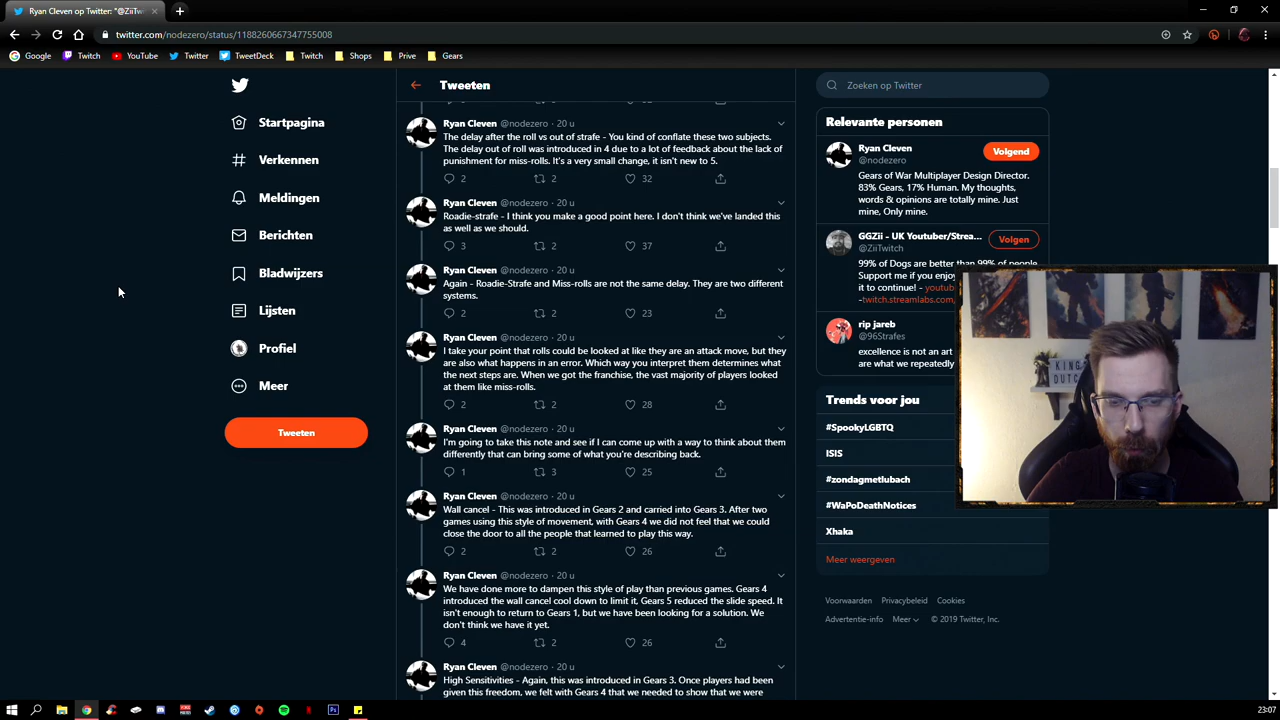 Ryan Cleven on Twitter: "@ZiiTw
twitter.com/nodezero/status/1188260667347755008
Google
Twitch
YouTube
Twitter
TweetDeck
Twitch
Shops
Prive
Gears
Startpagina
Verkennen
Meldingen
Berichten
Bladwijzers
Lijsten
Profiel
Meer
Tweeten
Tweeten
Ryan Cleven @nodezero · 20 u
The delay after the roll vs out of strafe - You kind of conflate these two subjects.
The delay out of roll was introduced in 4 due to a lot of feedback about the lack of
punishment for miss-rolls. It's a very small change, it isn't new to 5.
2 2 32
Ryan Cleven @nodezero · 20 u
Roadie-strafe - I think you make a good point here. I don't think we've landed this
as well as we should.
3 2 37
Ryan Cleven @nodezero · 20 u
Again - Roadie-Strafe and Miss-rolls are not the same delay. They are two different
systems.
2 2 23
Ryan Cleven @nodezero · 20 u
I take your point that rolls could be looked at like they are an attack move, but they
are also what happens in an error. Which way you interpret them determines what
the next steps are. When we got the franchise, the vast majority of players looked
at them like miss-rolls.
2 2 28
Ryan Cleven @nodezero · 20 u
I'm going to take this note and see if I can come up with a way to think about them
differently that can bring some of what you're describing back.
1 3 25
Ryan Cleven @nodezero · 20 u
Wall cancel - This was introduced in Gears 2 and carried into Gears 3. After two
games using this style of movement, with Gears 4 we did not feel that we could
close the door to all the people that learned to play this way.
2 2 26
Ryan Cleven @nodezero · 20 u
We have done more to dampen this style of play than previous games. Gears 4
introduced the wall cancel cool down to limit it, Gears 5 reduced the slide speed. It
isn't enough to return to Gears 1, but we have been looking for a solution. We
don't think we have it yet.
4 2 26
Ryan Cleven @nodezero · 20 u
High Sensitivities - Again, this was introduced in Gears 3. Once players had been
given this freedom, we felt with Gears 4 that we needed to show that we were
Zoeken op Twitter
Relevante personen
Ryan Cleven
@nodezero
Volgend
Gears of War Multiplayer Design Director.
83% Gears, 17% Human. My thoughts,
words & opinions are totally mine. Just
mine, Only mine.
GGZii - UK Youtuber/Strea...
@ZiiTwitch
Volgen
99% of Dogs are better than 99% of people
Support me if you enjoy
it to continue! - youtub
-twitch.streamlabs.com
rip jareb
@96Strafes
excellence is not an art
are what we repeatedly
Trends voor jou
#SpookyLGBTQ
ISIS
#zondagmetlubach
#WaPoDeathNotices
Xhaka
Meer weergeven
Voorwaarden Privacybeleid Cookies
Advertentie-info Meer © 2019 Twitter, Inc.
KING
DUTC
23:07